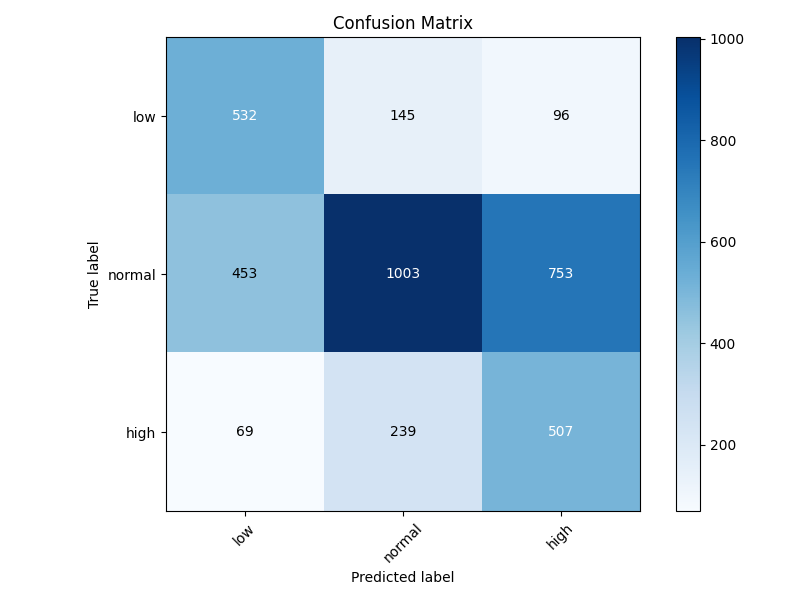 Confusion Matrix
True label
low
532
145
96
normal
453
1003
753
high
69
239
507
low
normal
high
Predicted label
1000
800
600
400
200